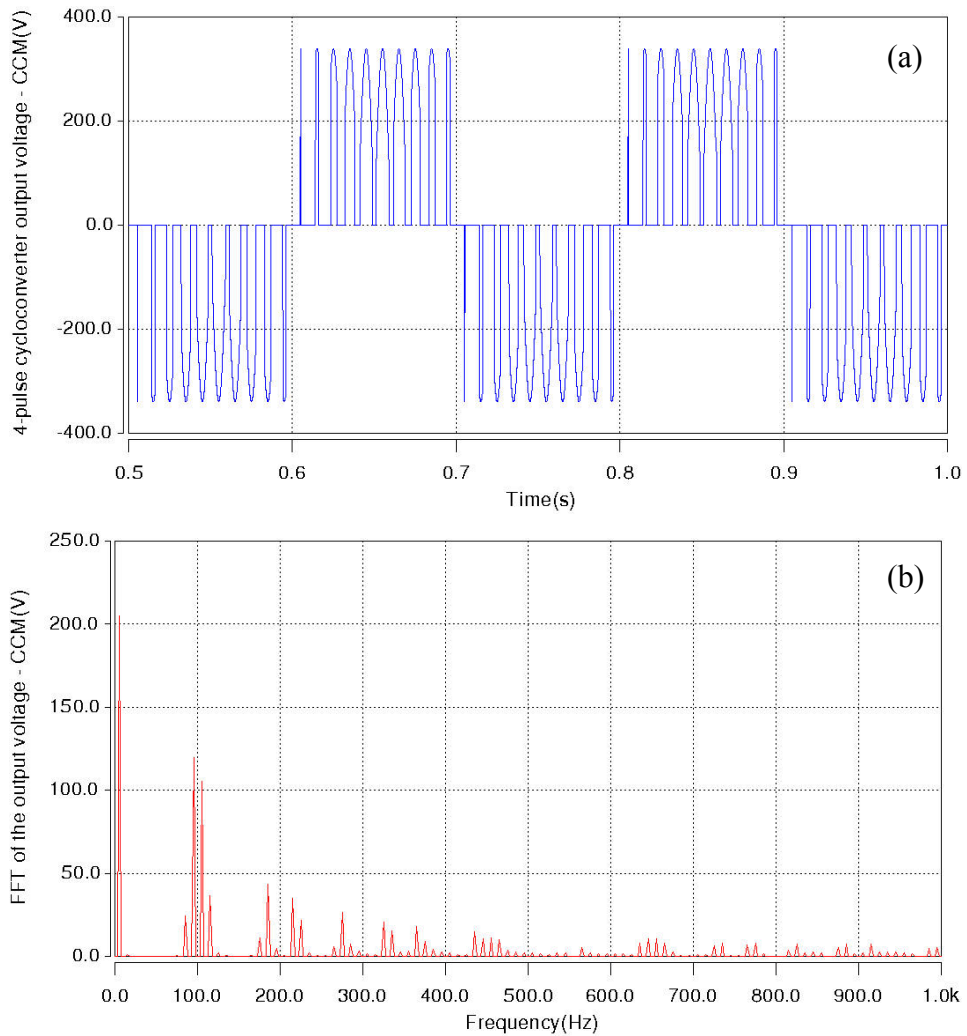 (a)
4-pulse cycloconverter output voltage - CCM(V)
400.0
200.0
0.0
-200.0
-400.0
0.5 0.6 0.7 0.8 0.9 1.0
Time(s)
(b)
FFT of the output voltage - CCM(V)
250.0
200.0
150.0
100.0
50.0
0.0
0.0 100.0 200.0 300.0 400.0 500.0 600.0 700.0 800.0 900.0 1.0k
Frequency(Hz)